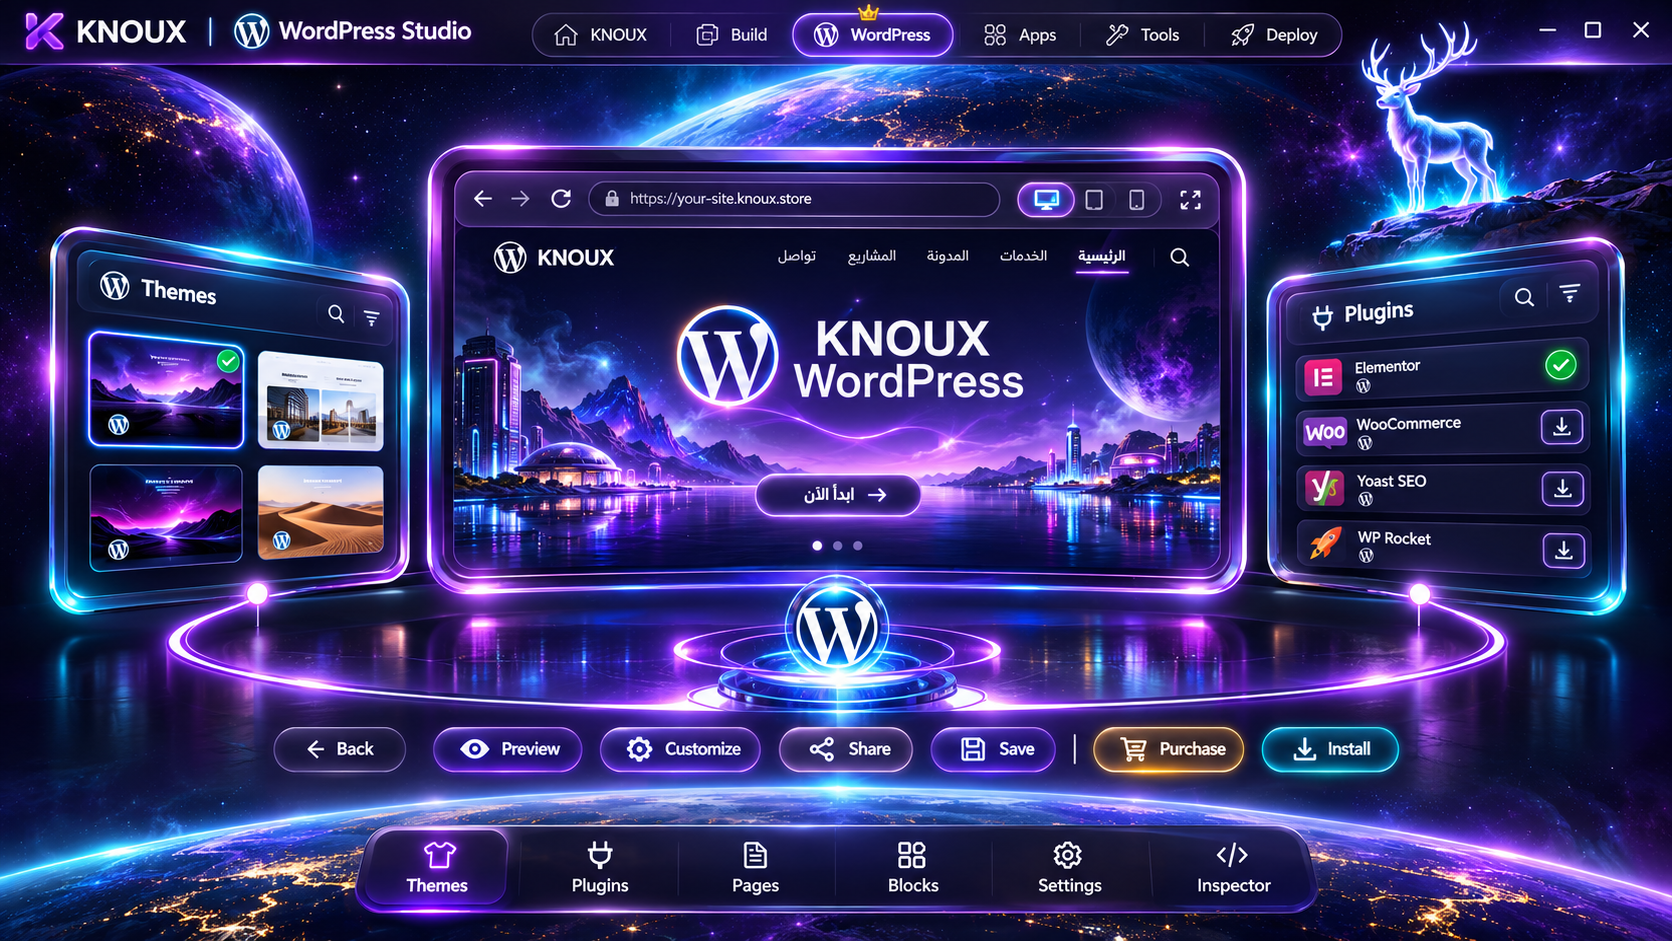 KNOUX
WordPress Studio
KNOUX
Build
WordPress
Apps
Tools
Deploy
https://your-site.knoux.store
KNOUX
الرئيسية
الخدمات
المدونة
المشاريع
تواصل
KNOUX
WordPress
ابدأ الآن
Themes
Plugins
Elementor
Woo
WooCommerce
Yoast SEO
WP Rocket
Back
Preview
Customize
Share
Save
Purchase
Install
Themes
Plugins
Pages
Blocks
Settings
Inspector